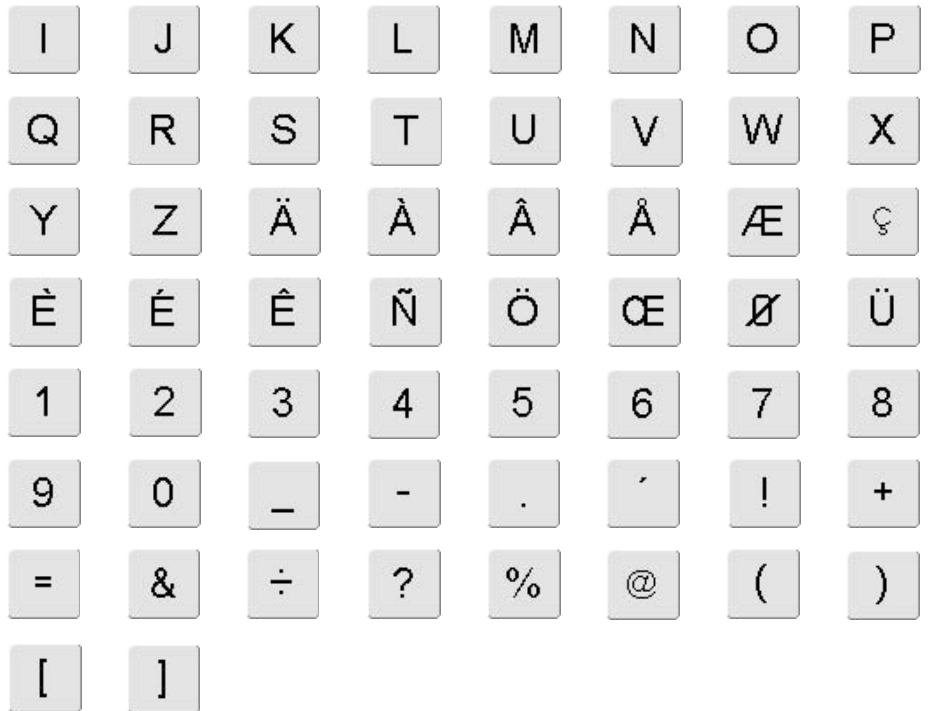 I J K L M N O P
Q R S T U V W X
Y Z Ä À Â Å Æ ç
È É Ê Ñ Ö Œ Ø Ü
1 2 3 4 5 6 7 8
9 0 _ - . ´ ! +
= & ÷ ? % @ ( )
[ ]